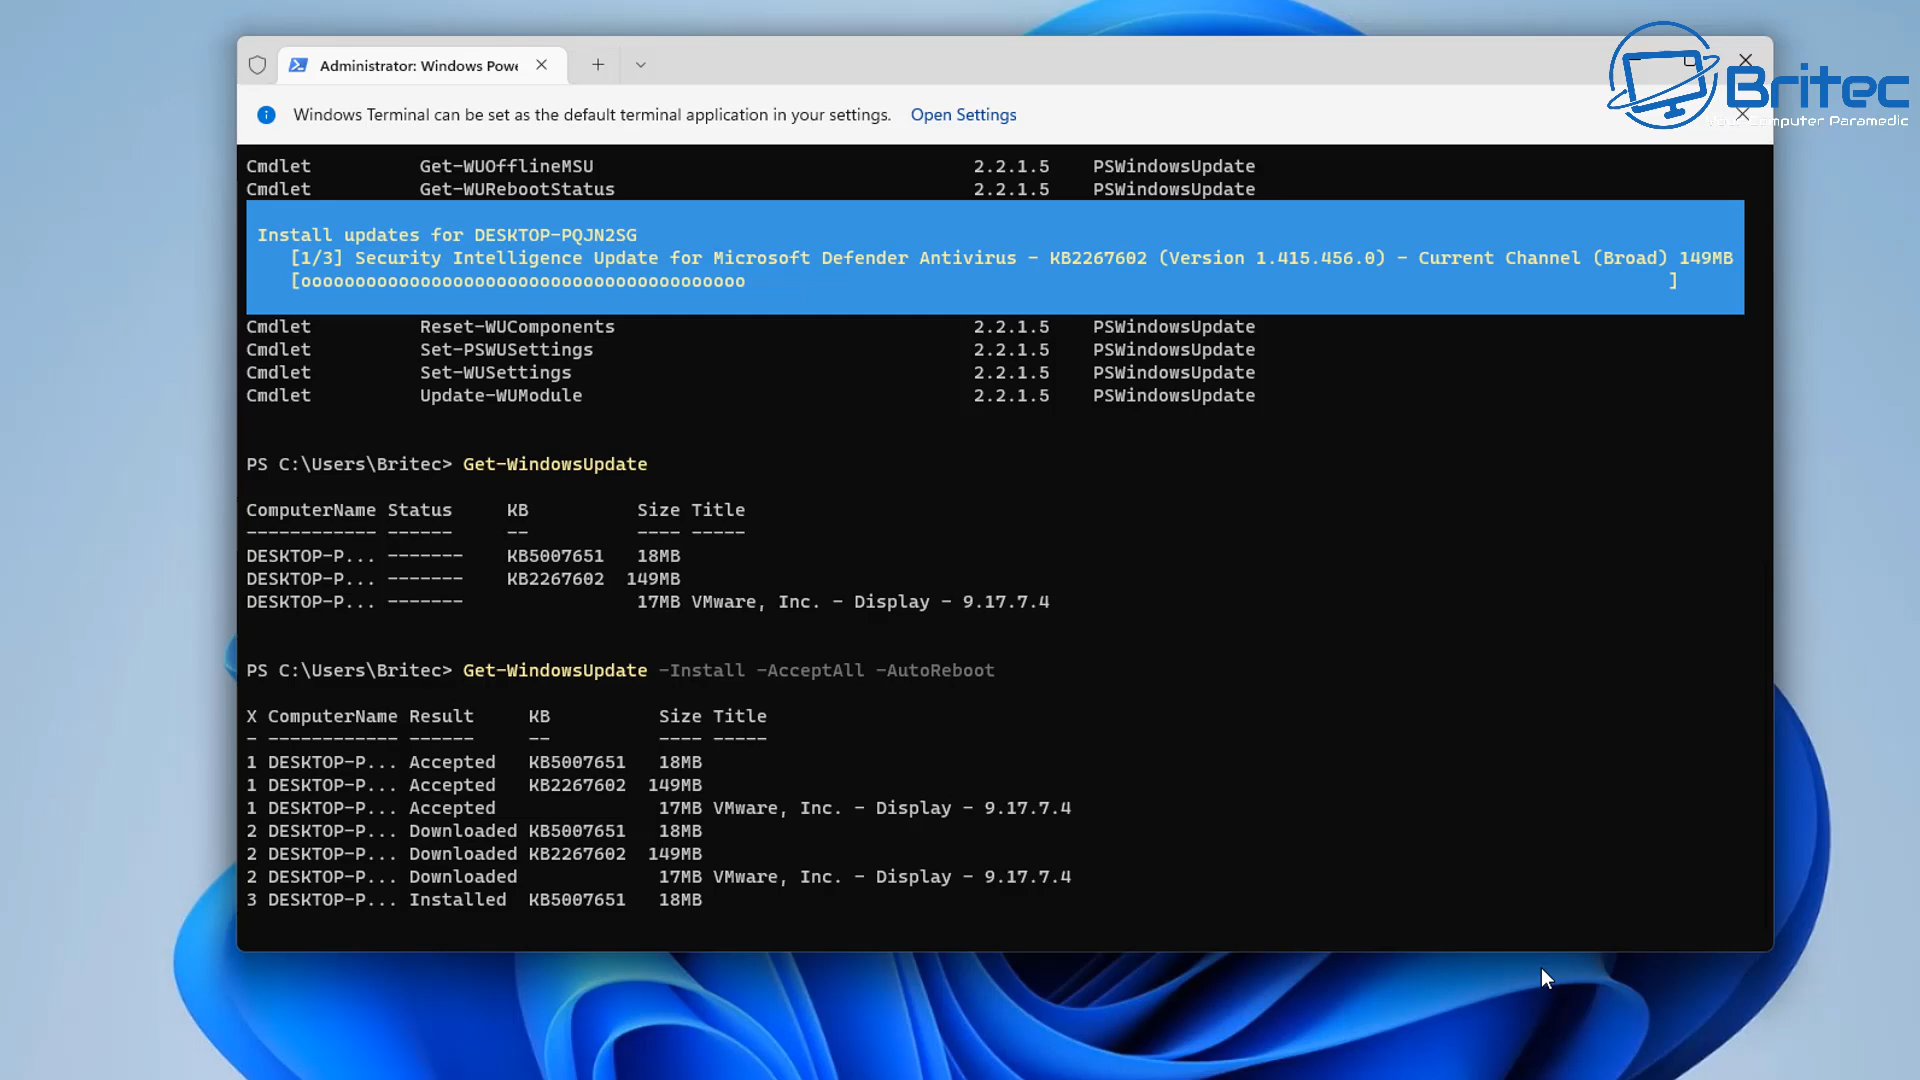 Administrator: Windows Powe
Windows Terminal can be set as the default terminal application in your settings. Open Settings
Britec
Computer Paramedic
Cmdlet Get-WUOfflineMSU 2.2.1.5 PSWindowsUpdate
Cmdlet Get-WURebootStatus 2.2.1.5 PSWindowsUpdate
Install updates for DESKTOP-PQJN2SG
[1/3] Security Intelligence Update for Microsoft Defender Antivirus - KB2267602 (Version 1.415.456.0) - Current Channel (Broad) 149MB
[ooooooooooooooooooooooooooooooooooooooooo ]
Cmdlet Reset-WUComponents 2.2.1.5 PSWindowsUpdate
Cmdlet Set-PSWUSettings 2.2.1.5 PSWindowsUpdate
Cmdlet Set-WUSettings 2.2.1.5 PSWindowsUpdate
Cmdlet Update-WUModule 2.2.1.5 PSWindowsUpdate
PS C:\Users\Britec> Get-WindowsUpdate
ComputerName Status KB Size Title
------------ ------ -- ---- -----
DESKTOP-P... ------- KB5007651 18MB
DESKTOP-P... ------- KB2267602 149MB
DESKTOP-P... ------- 17MB VMware, Inc. - Display - 9.17.7.4
PS C:\Users\Britec> Get-WindowsUpdate -Install -AcceptAll -AutoReboot
X ComputerName Result KB Size Title
- ------------ ------ -- ---- -----
1 DESKTOP-P... Accepted KB5007651 18MB
1 DESKTOP-P... Accepted KB2267602 149MB
1 DESKTOP-P... Accepted 17MB VMware, Inc. - Display - 9.17.7.4
2 DESKTOP-P... Downloaded KB5007651 18MB
2 DESKTOP-P... Downloaded KB2267602 149MB
2 DESKTOP-P... Downloaded 17MB VMware, Inc. - Display - 9.17.7.4
3 DESKTOP-P... Installed KB5007651 18MB